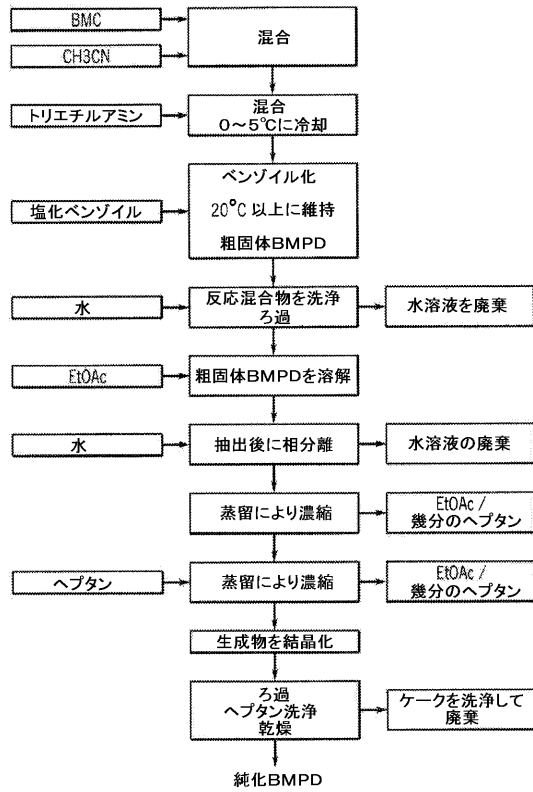 BMC
CH3CN
混合
トリエチルアミン
混合
0～5℃に冷却
塩化ベンゾイル
ベンゾイル化
20°C 以上に維持
粗固体BMPD
水
反応混合物を洗浄
ろ過
水溶液を廃棄
EtOAc
粗固体BMPDを溶解
水
抽出後に相分離
水溶液の廃棄
蒸留により濃縮
EtOAc /
幾分のヘプタン
ヘプタン
蒸留により濃縮
EtOAc /
幾分のヘプタン
生成物を結晶化
ろ過
ヘプタン洗浄
乾燥
ケークを洗浄して
廃棄
純化BMPD